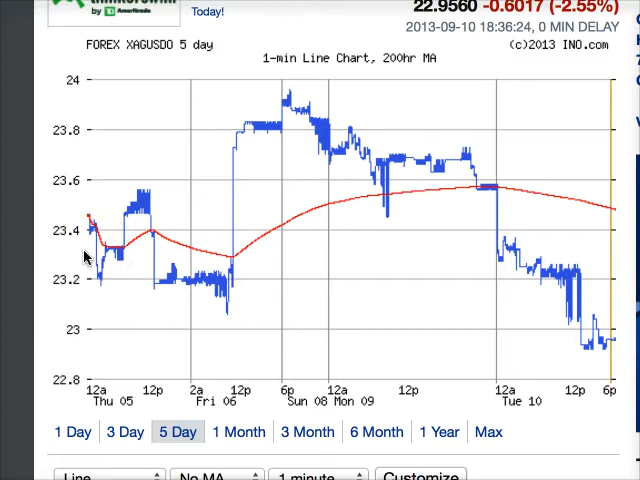 22.9560 -0.6017 (-2.55%)
by TD Ameritrade
Today!
2013-09-10 18:36:24, 0 MIN DELAY
FOREX XAGUSDO 5 day
(c)2013 INO.com
1-min Line Chart, 200hr MA
24
23.8
23.6
23.4
23.2
23
22.8
12a 12p 2a 12p 6p 12a 12p 12a 12p 6p
Thu 05 Fri 06 Sun 08 Mon 09 Tue 10
1 Day 3 Day 5 Day 1 Month 3 Month 6 Month 1 Year Max
Line No MA 1 minute Customize